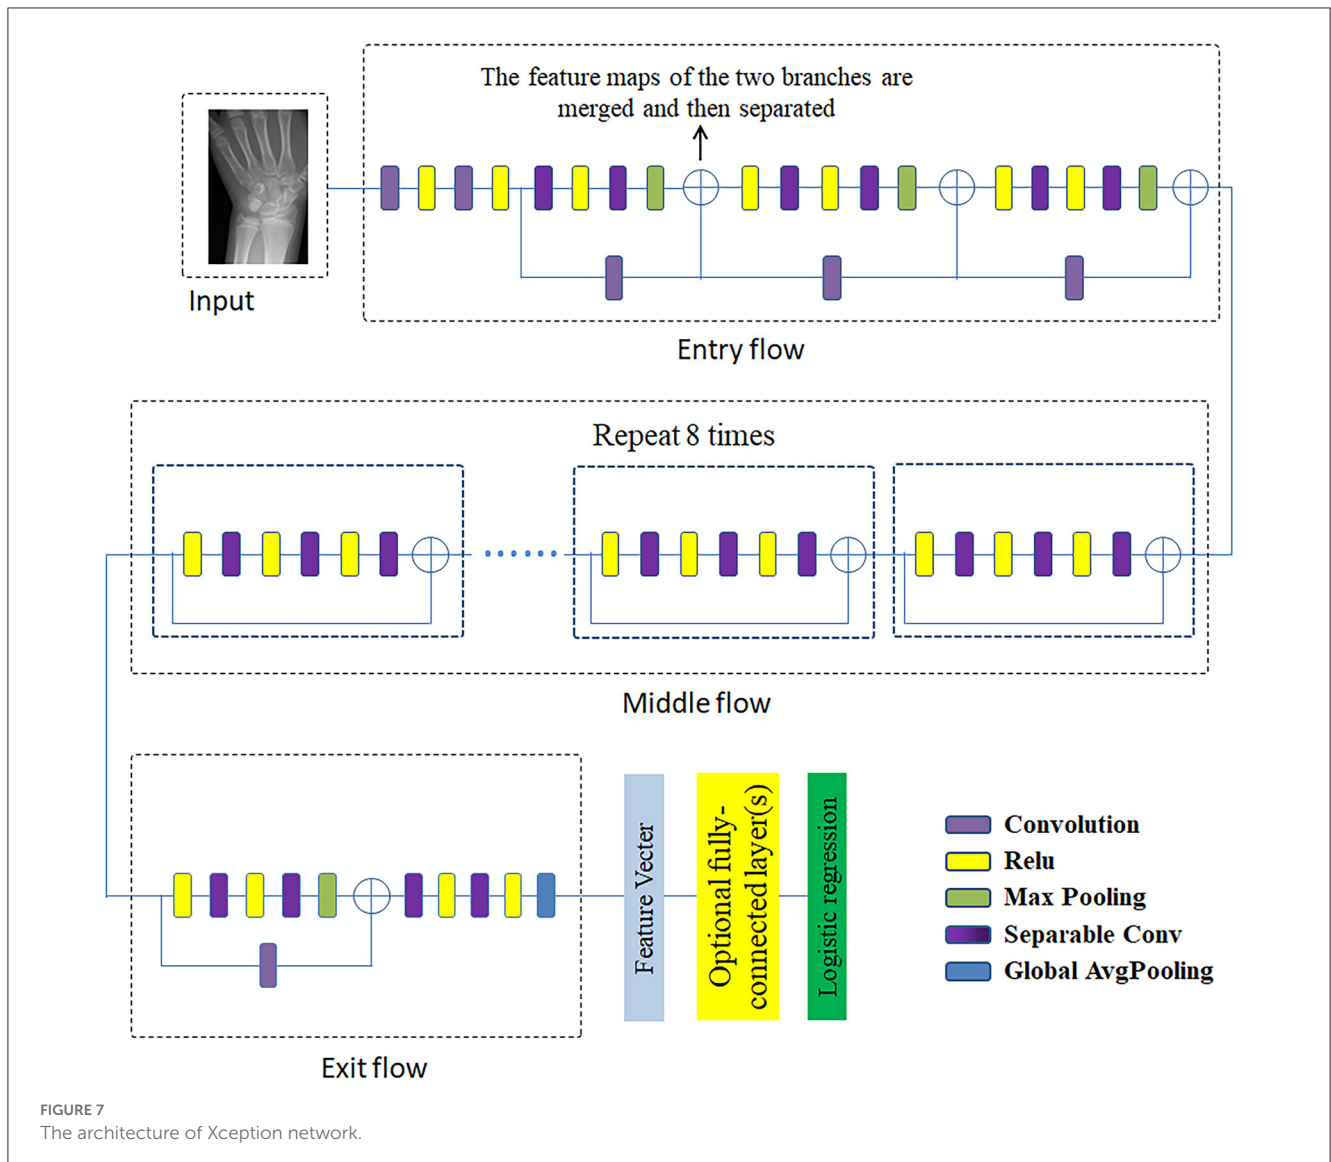 The feature maps of the two branches are
merged and then separated
Input
Entry flow
Repeat 8 times
Middle flow
Feature Vecter
Optional fully-
connected layer(s)
Logistic regression
Convolution
Relu
Max Pooling
Separable Conv
Global AvgPooling
Exit flow
FIGURE 7
The architecture of Xception network.